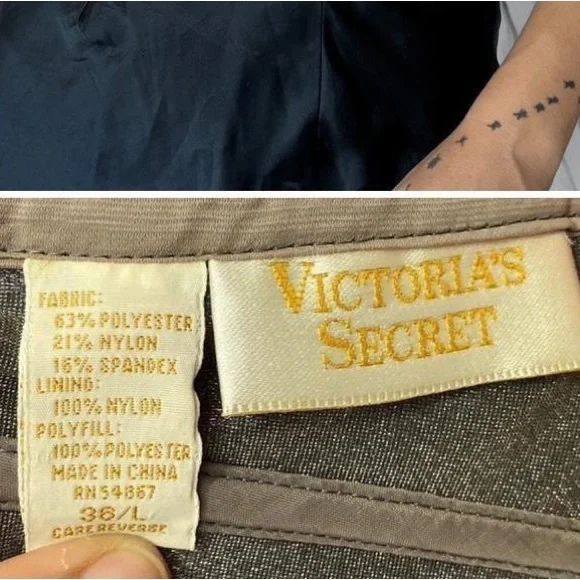 FABRIC:
63% POLYESTER
21% NYLON
16% SPANDEX
LINING:
100% NYLON
POLYFILL:
100% POLYESTER
MADE IN CHINA
RN54867
36/L
CARE REVERSE
VICTORIA'S
SECRET